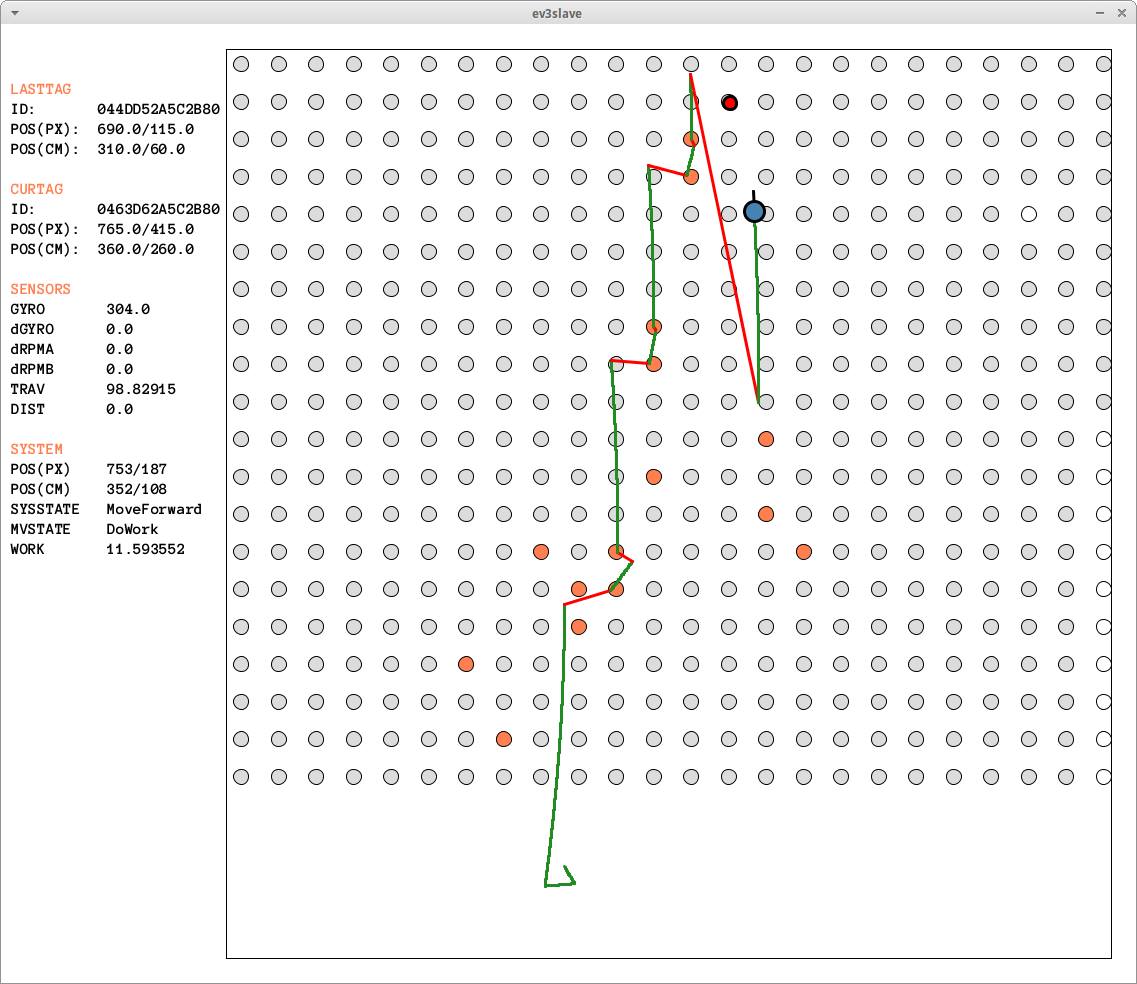 ev3slave
LASTTAG
ID: 044DD52A5C2B80
POS(PX): 690.0/115.0
POS(CM): 310.0/60.0
CURTAG
ID: 0463D62A5C2B80
POS(PX): 765.0/415.0
POS(CM): 360.0/260.0
SENSORS
GYRO 304.0
dGYRO 0.0
dRPMA 0.0
dRPMB 0.0
TRAV 98.82915
DIST 0.0
SYSTEM
POS(PX) 753/187
POS(CM) 352/108
SYSSTATE MoveForward
MVSTATE DoWork
WORK 11.593552